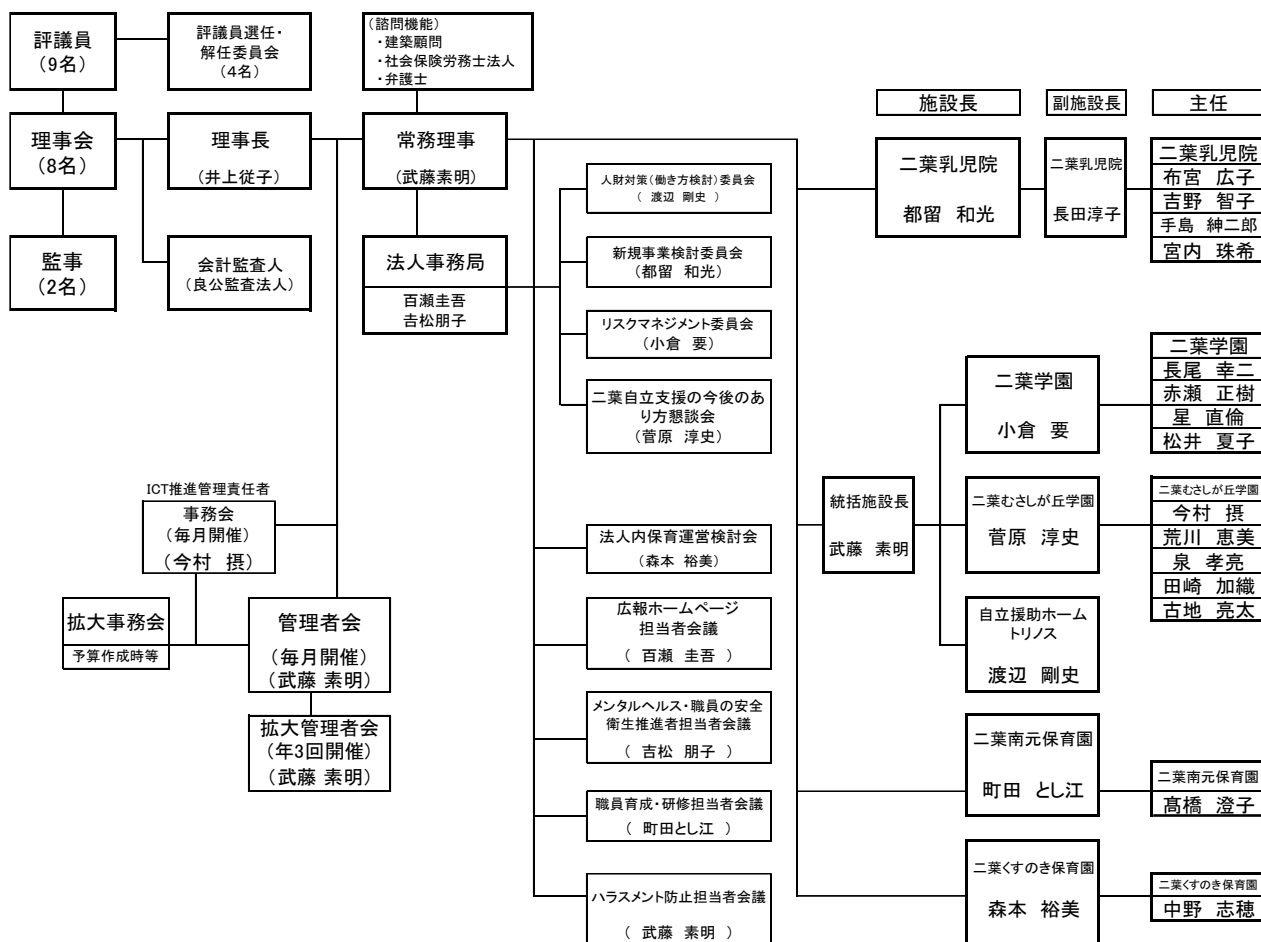 評議員
(9名)
評議員選任・
解任委員会
(4名)
(諮問機能)
・建築顧問
・社会保険労務士法人
・弁護士
理事会
(8名)
理事長
(井上従子)
常務理事
(武藤素明)
監事
(2名)
会計監査人
(良公監査法人)
法人事務局
百瀬圭吾
𠮷松朋子
人財対策(働き方検討)委員会
( 渡辺 剛史 )
新規事業検討委員会
(都留 和光)
リスクマネジメント委員会
(小倉 要)
二葉自立支援の今後のあ
り方懇談会
(菅原 淳史)
法人内保育運営検討会
(森本 裕美)
広報ホームページ
担当者会議
( 百瀬 圭吾 )
メンタルヘルス・職員の安全
衛生推進者担当者会議
( 吉松 朋子 )
職員育成・研修担当者会議
( 町田とし江 )
ハラスメント防止担当者会議
( 武藤 素明 )
ICT推進管理責任者
事務会
(毎月開催)
(今村 摂)
拡大事務会
予算作成時等
管理者会
(毎月開催)
(武藤 素明)
拡大管理者会
(年3回開催)
(武藤 素明)
施設長
副施設長
主任
二葉乳児院
都留 和光
二葉乳児院
長田淳子
二葉乳児院
布宮 広子
吉野 智子
手島 紳二郎
宮内 珠希
統括施設長
武藤 素明
二葉学園
小倉 要
二葉学園
長尾 幸二
赤瀬 正樹
星 直倫
松井 夏子
二葉むさしが丘学園
菅原 淳史
二葉むさしが丘学園
今村 摂
荒川 恵美
泉 孝亮
田崎 加織
古地 亮太
自立援助ホーム
トリノス
渡辺 剛史
二葉南元保育園
町田 とし江
二葉南元保育園
髙橋 澄子
二葉くすのき保育園
森本 裕美
二葉くすのき保育園
中野 志穂